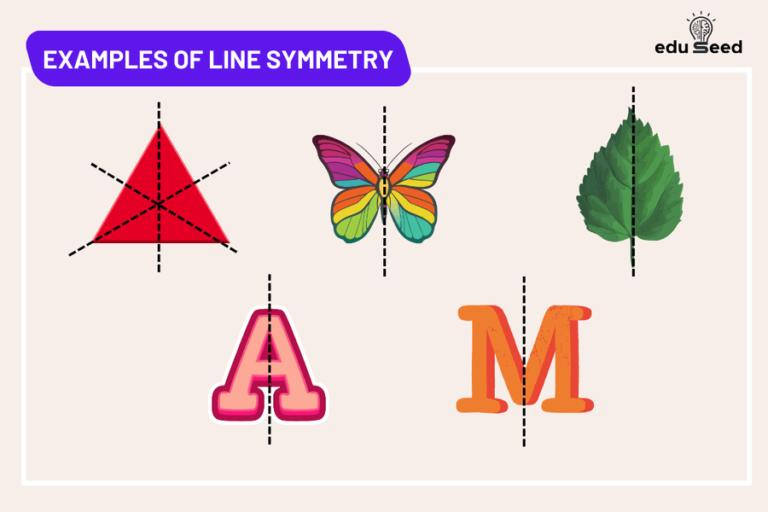 EXAMPLES OF LINE SYMMETRY
edu Seed
A
M